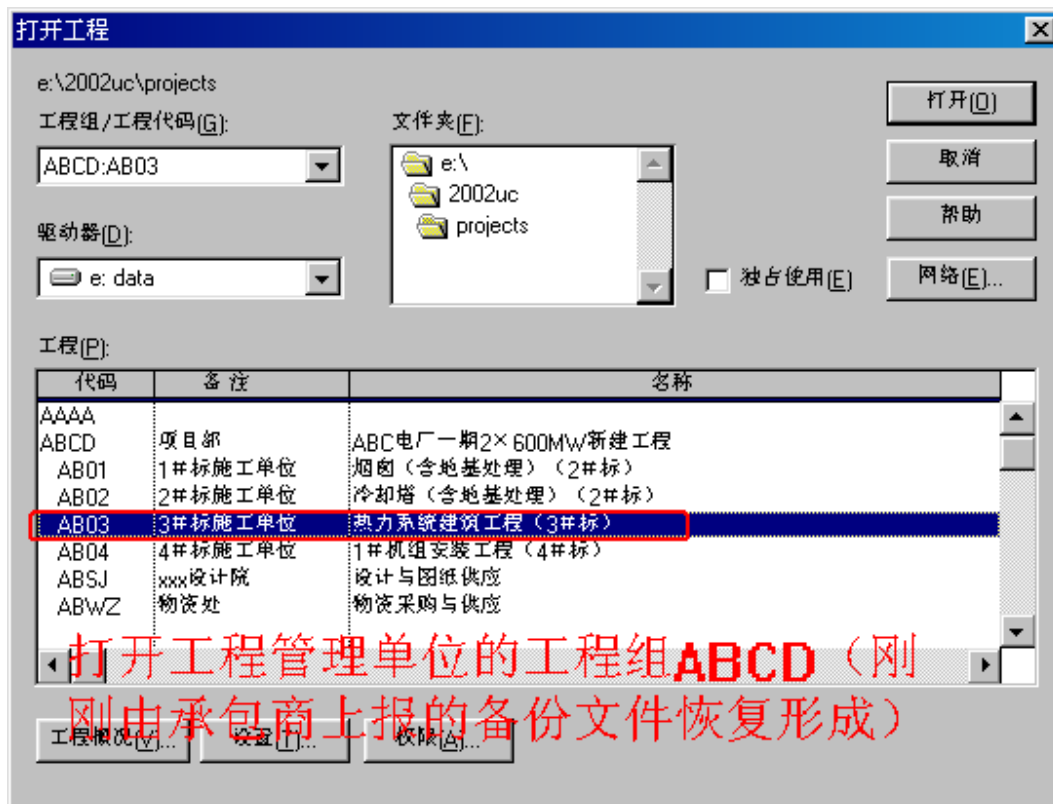 打开工程
e:\2002uc\projects
工程组/工程代码(G):
ABCD:AB03
文件夹(F):
e:\
2002uc
projects
打开(O)
取消
帮助
网络(E)...
驱动器(D):
e: data
独占使用(E)
工程(P):
代码 备注 名称
AAAA
ABCD 项目部 ABC电厂一期2×600MW新建工程
AB01 1#标施工单位 烟囱（含地基处理）（2#标）
AB02 2#标施工单位 冷却塔（含地基处理）（2#标）
AB03 3#标施工单位 热力系统建筑工程（3#标）
AB04 4#标施工单位 1#机组安装工程（4#标）
ABSJ xxx设计院 设计与图纸供应
ABWZ 物资处 物资采购与供应
打开工程管理单位的工程组ABCD（刚
刚由承包商上报的备份文件恢复形成）
工程概况(V)... 设置(T)... 权限(A)...